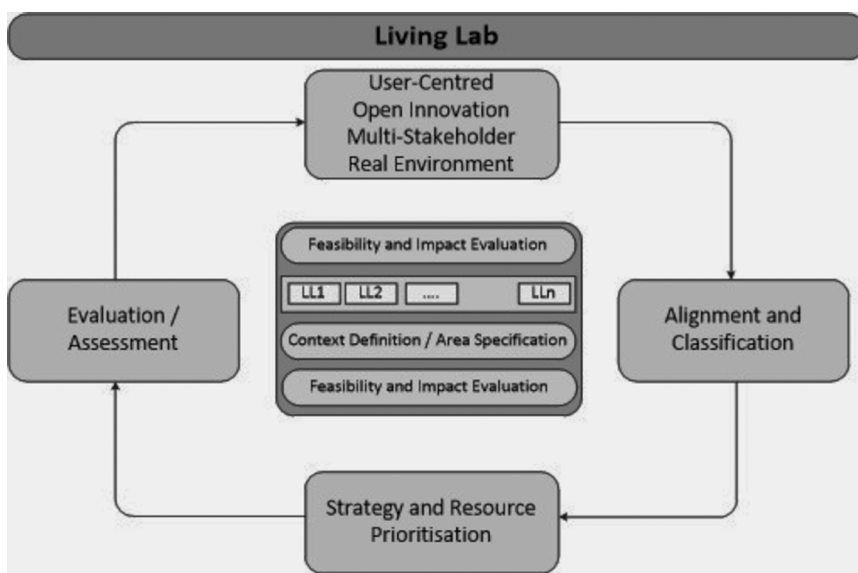 Living Lab
User-Centred
Open Innovation
Multi-Stakeholder
Real Environment
Feasibility and Impact Evaluation
LL1 LL2 .... LLn
Context Definition / Area Specification
Feasibility and Impact Evaluation
Evaluation /
Assessment
Alignment and
Classification
Strategy and Resource
Prioritisation